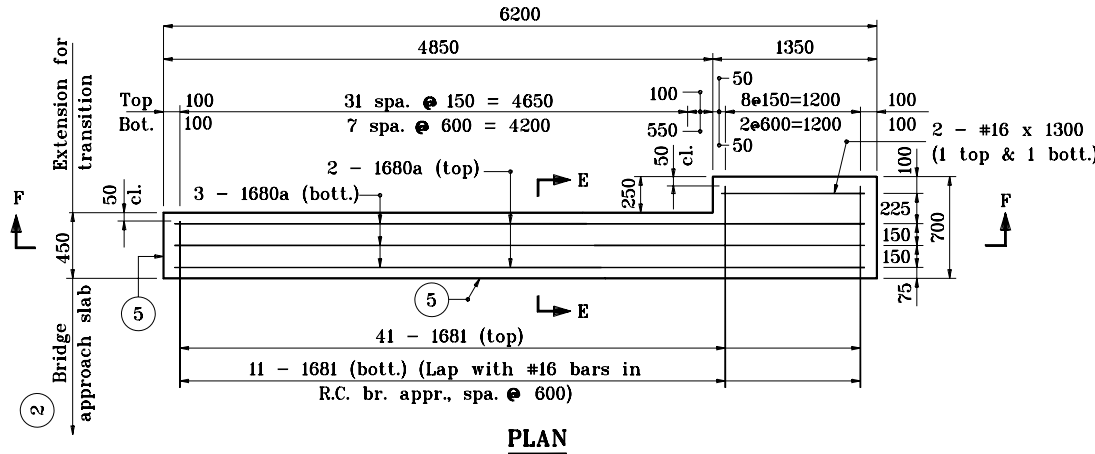 6200
4850
1350
Extension for
transition
Top
100
31 spa. @ 150 = 4650
100
50
8@150=1200
100
Bot.
100
7 spa. @ 600 = 4200
550
2@600=1200
100
50
2 - #16 x 1300
(1 top & 1 bott.)
50
cl.
2 - 1680a (top)
50
cl.
3 - 1680a (bott.)
E
250
100
F
F
225
450
150
700
150
75
5
5
E
Bridge
approach slab
2
41 - 1681 (top)
11 - 1681 (bott.) (Lap with #16 bars in
R.C. br. appr., spa. @ 600)
PLAN